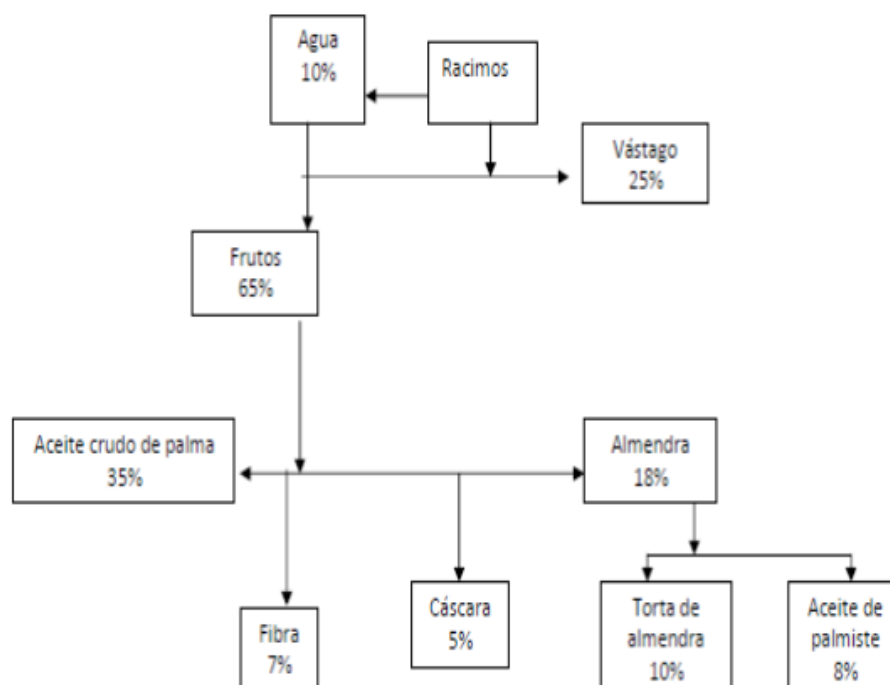 Agua
10%
Racimos
Vástago
25%
Frutos
65%
Aceite crudo de palma
35%
Almendra
18%
Fibra
7%
Cáscara
5%
Torta de
almendra
10%
Aceite de
palmiste
8%